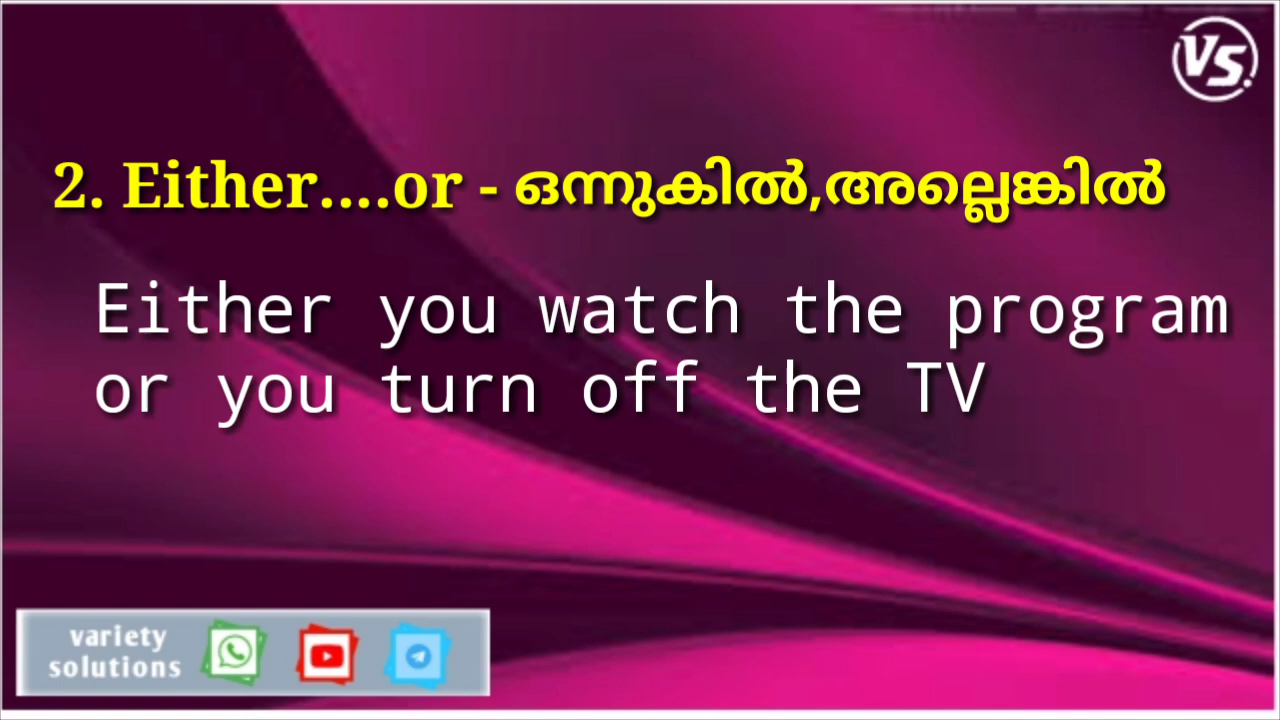 VS.
2. Either....or - ഒന്നുകിൽ,അല്ലെങ്കിൽ
Either you watch the program
or you turn off the TV
variety
solutions